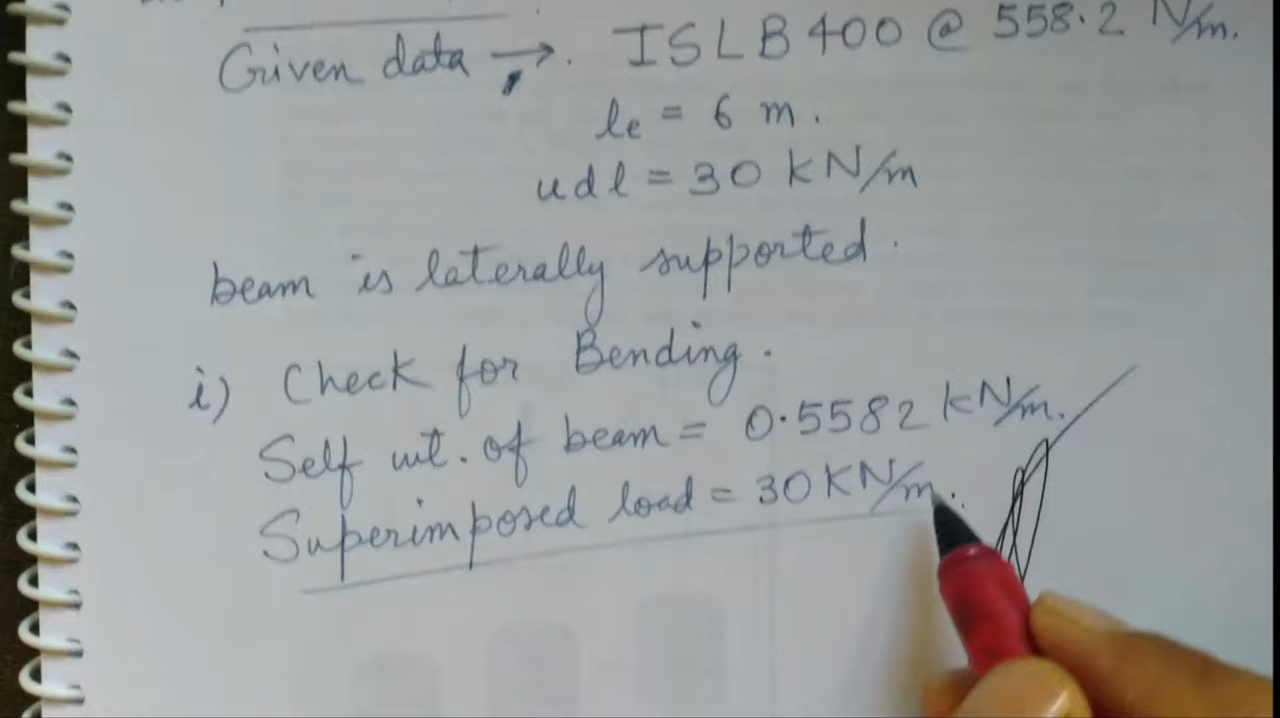 Given data →. ISLB 400 @ 558.2 N/m.
le = 6 m.
udl = 30 KN/m
beam is laterally supported.
i) Check for Bending.
Self wt. of beam = 0.5582 kN/m.
Superimposed load = 30 KN/m.